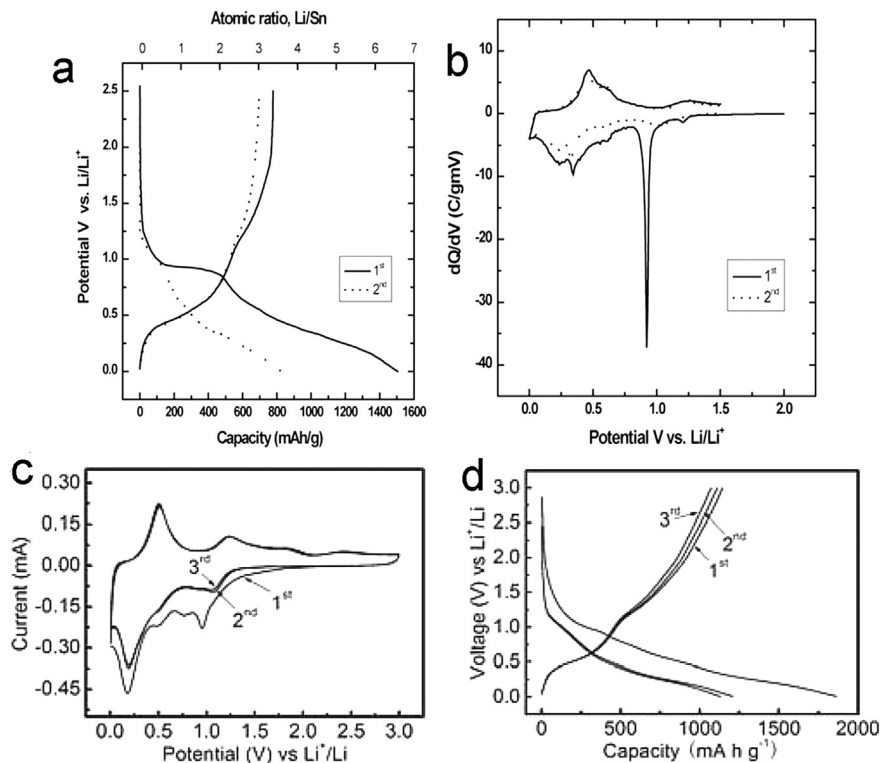 Atomic ratio, Li/Sn
0 1 2 3 4 5 6 7
a
2.5
2.0
1.5
1.0
0.5
0.0
Potential V vs. Li/Li⁺
1ˢᵗ
2ⁿᵈ
0 200 400 600 800 1000 1200 1400 1600
Capacity (mAh/g)
b
10
0
-10
-20
-30
-40
dQ/dV (C/gmV)
1ˢᵗ
2ⁿᵈ
0.0 0.5 1.0 1.5 2.0
Potential V vs. Li/Li⁺
c
0.30
0.15
0.00
-0.15
-0.30
-0.45
Current (mA)
3ʳᵈ
2ⁿᵈ
1ˢᵗ
0.0 0.5 1.0 1.5 2.0 2.5 3.0
Potential (V) vs Li⁺/Li
d
3.0
2.5
2.0
1.5
1.0
0.5
0.0
Voltage (V) vs Li⁺/Li
3ʳᵈ
2ⁿᵈ
1ˢᵗ
0 500 1000 1500 2000
Capacity (mA h g⁻¹)